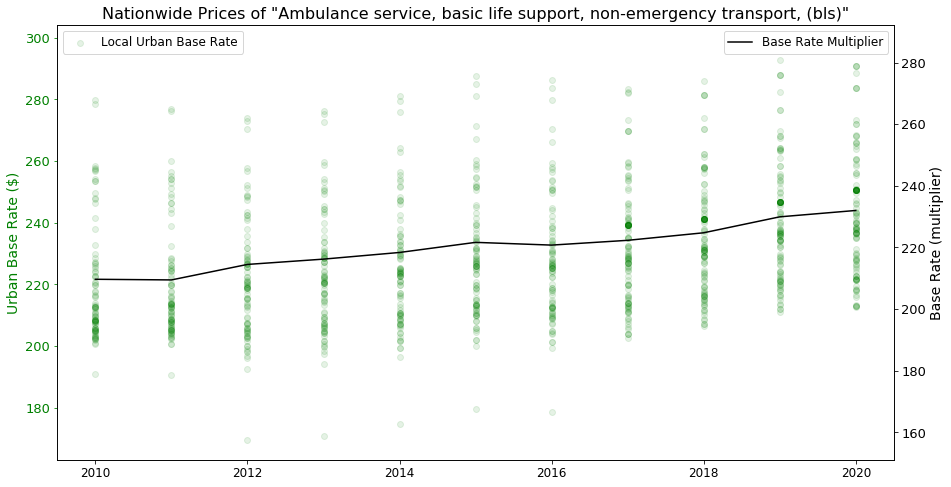 Nationwide Prices of "Ambulance service, basic life support, non-emergency transport, (bls)"
Local Urban Base Rate
Base Rate Multiplier
Urban Base Rate ($)
300
280
260
240
220
200
180
Base Rate (multiplier)
280
260
240
220
200
180
160
2010 2012 2014 2016 2018 2020